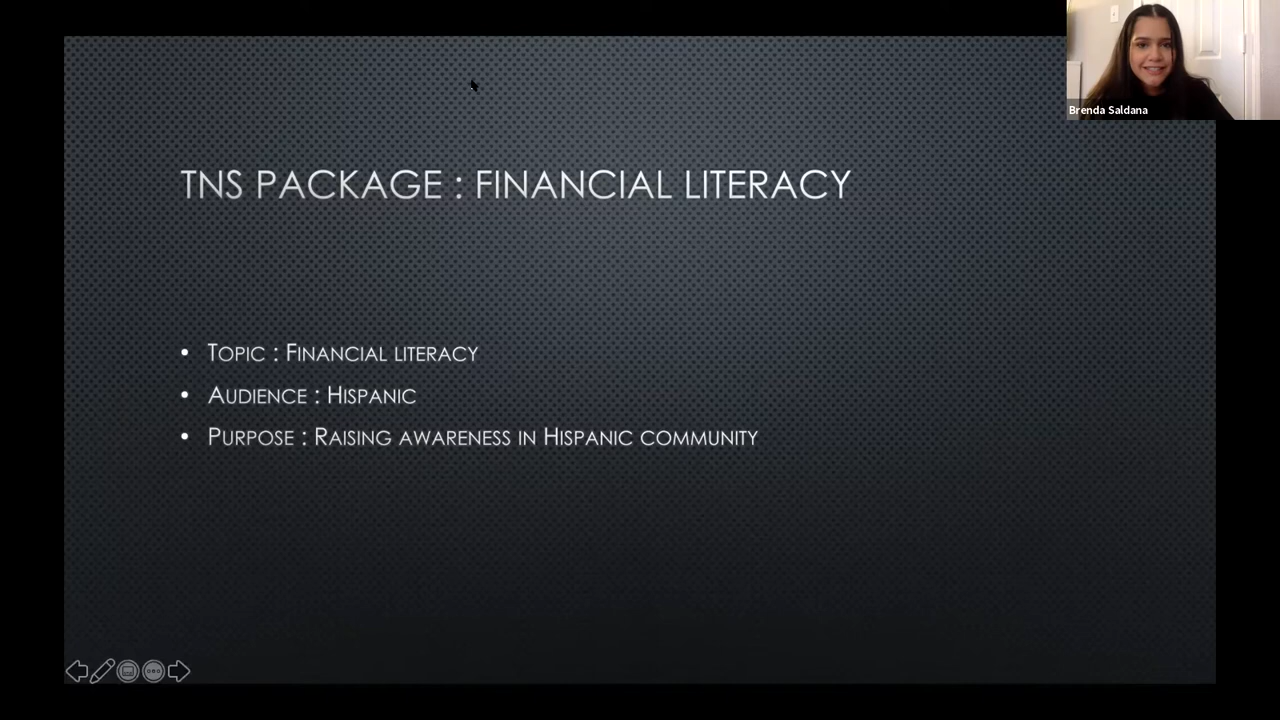 Brenda Saldana
TNS PACKAGE : FINANCIAL LITERACY
• TOPIC : FINANCIAL LITERACY
• AUDIENCE : HISPANIC
• PURPOSE : RAISING AWARENESS IN HISPANIC COMMUNITY